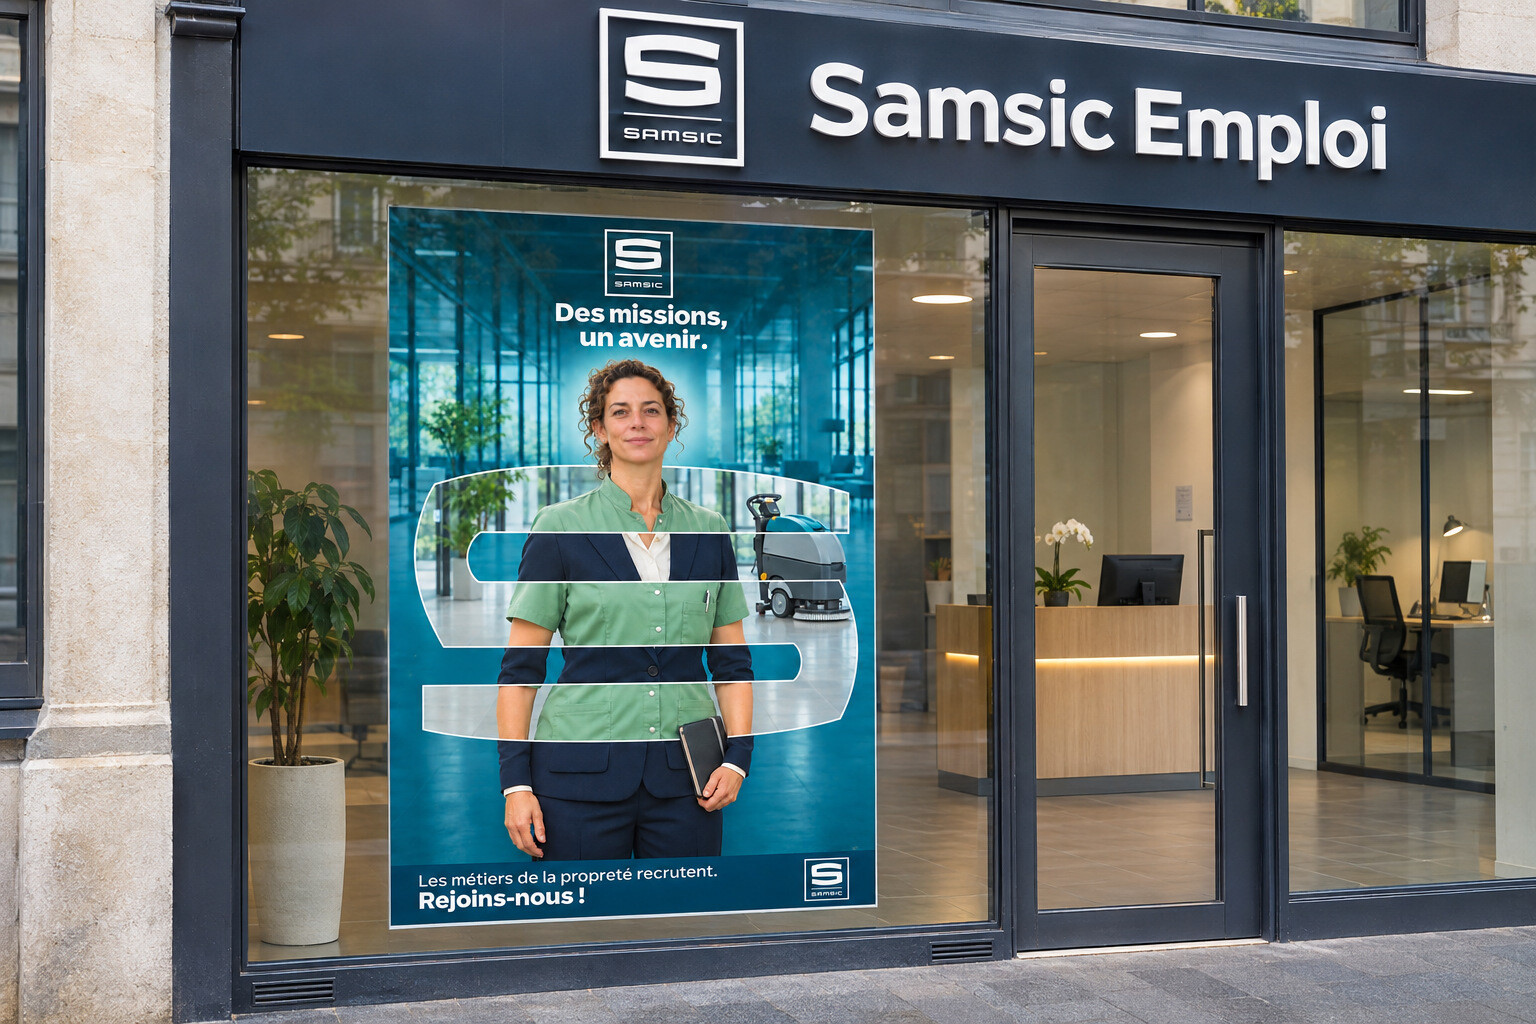 SAMSIC
Samsic Emploi
SAMSIC
Des missions,
un avenir.
Les métiers de la propreté recrutent.
Rejoins-nous !
SAMSIC